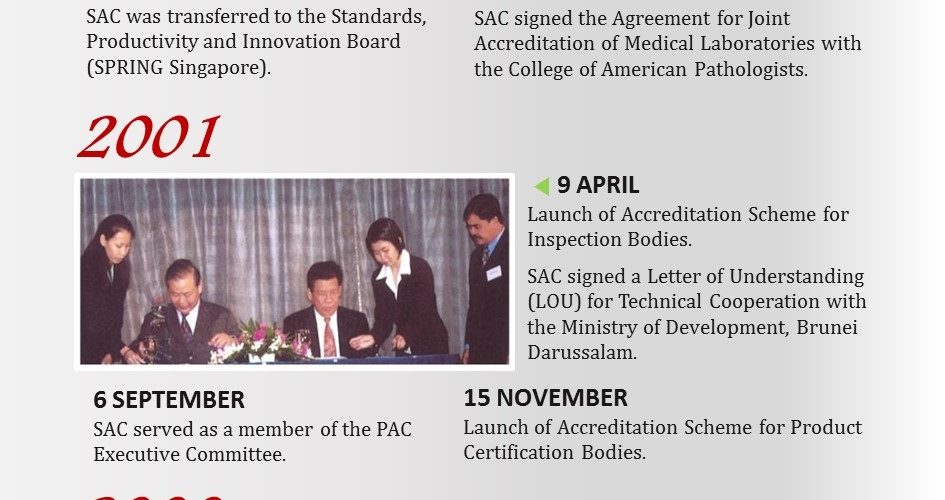 SAC was transferred to the Standards,
Productivity and Innovation Board
(SPRING Singapore).
SAC signed the Agreement for Joint
Accreditation of Medical Laboratories with
the College of American Pathologists.
2001
9 APRIL
Launch of Accreditation Scheme for
Inspection Bodies.
SAC signed a Letter of Understanding
(LOU) for Technical Cooperation with
the Ministry of Development, Brunei
Darussalam.
6 SEPTEMBER
SAC served as a member of the PAC
Executive Committee.
15 NOVEMBER
Launch of Accreditation Scheme for Product
Certification Bodies.